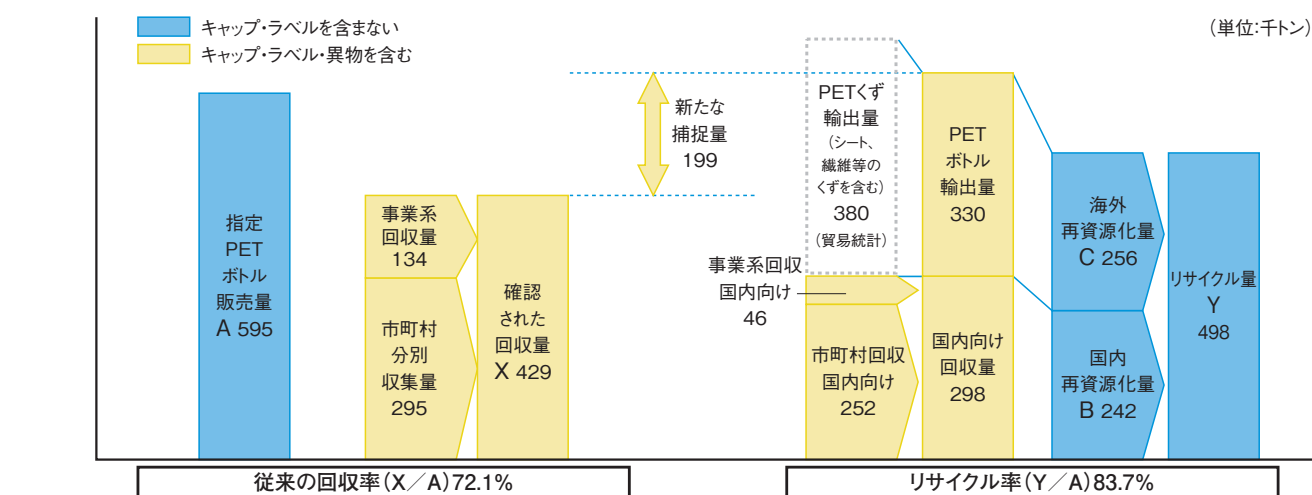 キャップ・ラベルを含まない
キャップ・ラベル・異物を含む
(単位:千トン)
指定
PET
ボトル
販売量
A 595
事業系
回収量
134
市町村
分別
収集量
295
確認
された
回収量
X 429
新たな
捕捉量
199
PETくず
輸出量
(シート、
繊維等の
くずを含む)
380
(貿易統計)
事業系回収
国内向け
46
市町村回収
国内向け
252
PET
ボトル
輸出量
330
国内向け
回収量
298
海外
再資源化量
C 256
国内
再資源化量
B 242
リサイクル量
Y
498
従来の回収率(X/A)72.1%
リサイクル率(Y/A)83.7%